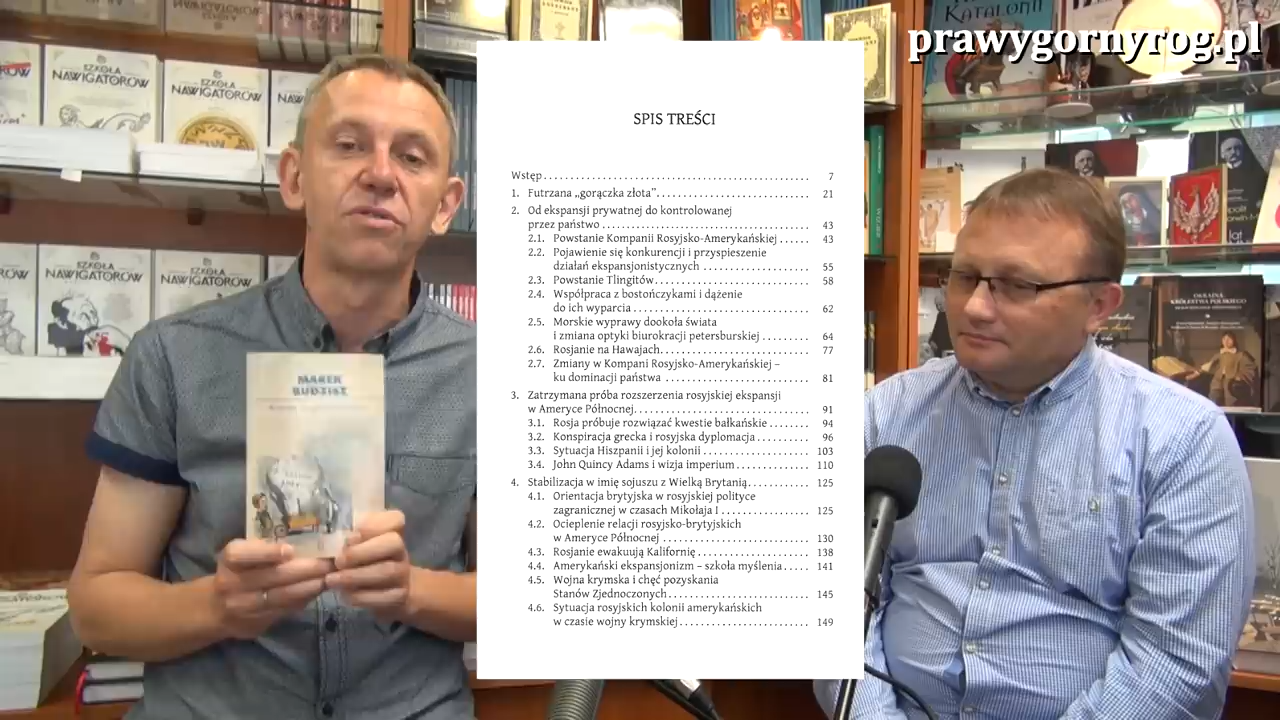 prawygornyrog.pl
SZKOŁA
NAWIGATORÓW
SZKOŁA
NAWIGATORÓW
SZKOŁA
NAWIGATORÓW
SZKOŁA
NAWIGATORÓW
KATALONII
MAREK
BUDZISZ
SPIS TREŚCI
Wstęp 7
1. Futrzana „gorączka złota” 21
2. Od ekspansji prywatnej do kontrolowanej
przez państwo 43
2.1. Powstanie Kompanii Rosyjsko-Amerykańskiej 43
2.2. Pojawienie się konkurencji i przyspieszenie
działań ekspansjonistycznych 55
2.3. Powstanie Tlingitów 58
2.4. Współpraca z bostończykami i dążenie
do ich wyparcia 62
2.5. Morskie wyprawy dookoła świata
i zmiana optyki biurokracji petersburskiej 64
2.6. Rosjanie na Hawajach 77
2.7. Zmiany w Kompani Rosyjsko-Amerykańskiej –
ku dominacji państwa 81
3. Zatrzymana próba rozszerzenia rosyjskiej ekspansji
w Ameryce Północnej 91
3.1. Rosja próbuje rozwiązać kwestie bałkańskie 94
3.2. Konspiracja grecka i rosyjska dyplomacja 96
3.3. Sytuacja Hiszpanii i jej kolonii 103
3.4. John Quincy Adams i wizja imperium 110
4. Stabilizacja w imię sojuszu z Wielką Brytanią 125
4.1. Orientacja brytyjska w rosyjskiej polityce
zagranicznej w czasach Mikołaja I 125
4.2. Ocieplenie relacji rosyjsko-brytyjskich
w Ameryce Północnej 130
4.3. Rosjanie ewakuują Kalifornię 138
4.4. Amerykański ekspansjonizm – szkoła myślenia 141
4.5. Wojna krymska i chęć pozyskania
Stanów Zjednoczonych 145
4.6. Sytuacja rosyjskich kolonii amerykańskich
w czasie wojny krymskiej 149